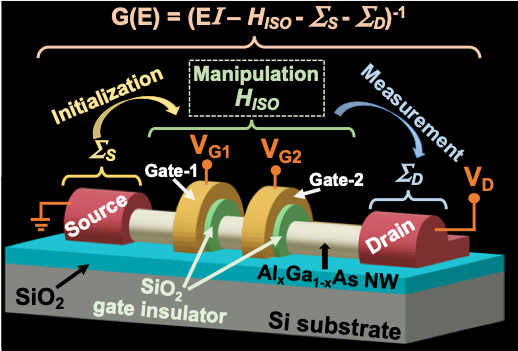 G(E) = (EI – H_ISO - Σ_S - Σ_D)⁻¹
Initialization
Manipulation
H_ISO
Measurement
Σ_S
V_G1
V_G2
Σ_D
V_D
Gate-1
Gate-2
Source
Drain
SiO₂
SiO₂
gate insulator
AlₓGa₁₋ₓAs NW
Si substrate